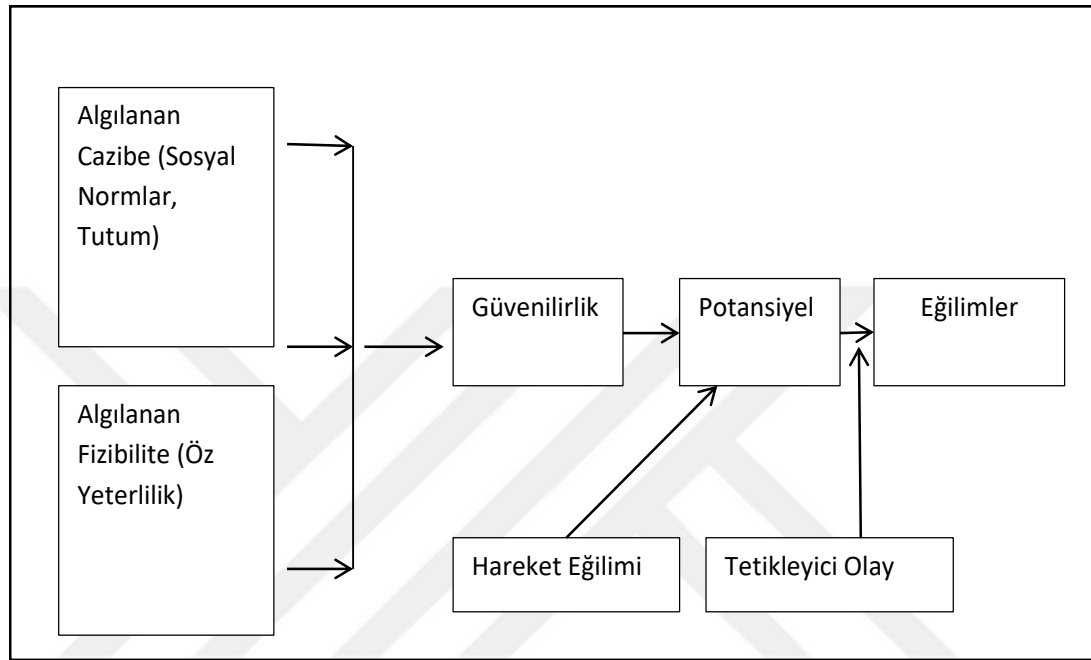 Algılanan
Cazibe (Sosyal
Normlar,
Tutum)
Güvenilirlik
Potansiyel
Eğilimler
Algılanan
Fizibilite (Öz
Yeterlilik)
Hareket Eğilimi
Tetikleyici Olay